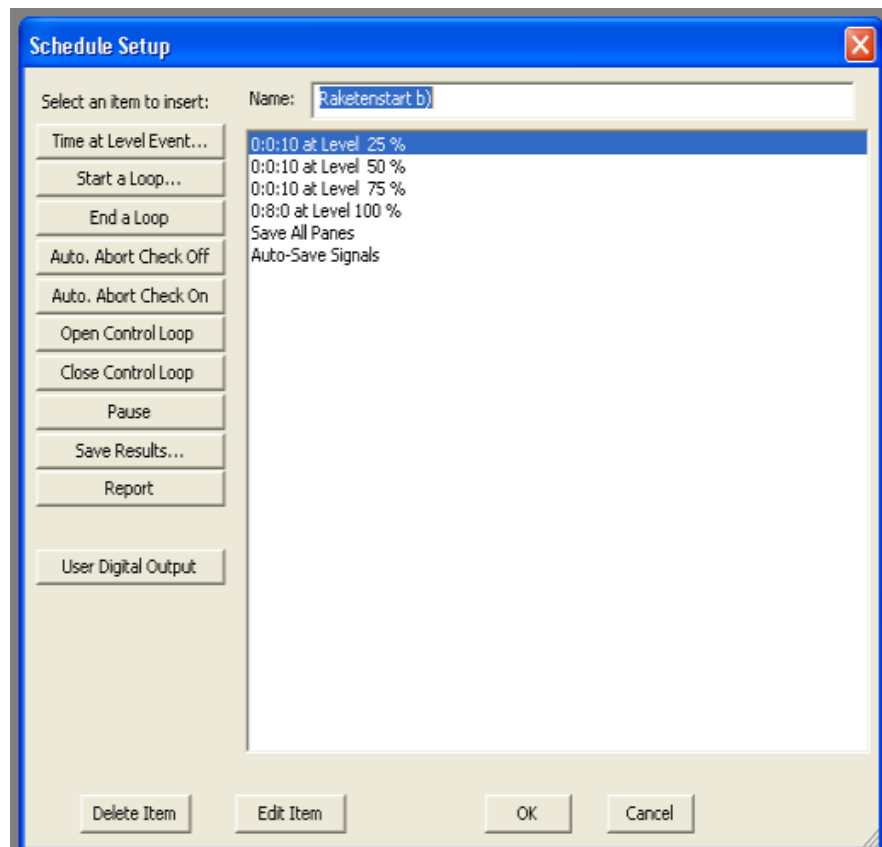 Schedule Setup
Select an item to insert:
Name: Raketenstart b)
Time at Level Event...
Start a Loop...
End a Loop
Auto. Abort Check Off
Auto. Abort Check On
Open Control Loop
Close Control Loop
Pause
Save Results...
Report
User Digital Output
0:0:10 at Level 25 %
0:0:10 at Level 50 %
0:0:10 at Level 75 %
0:8:0 at Level 100 %
Save All Panes
Auto-Save Signals
Delete Item
Edit Item
OK
Cancel